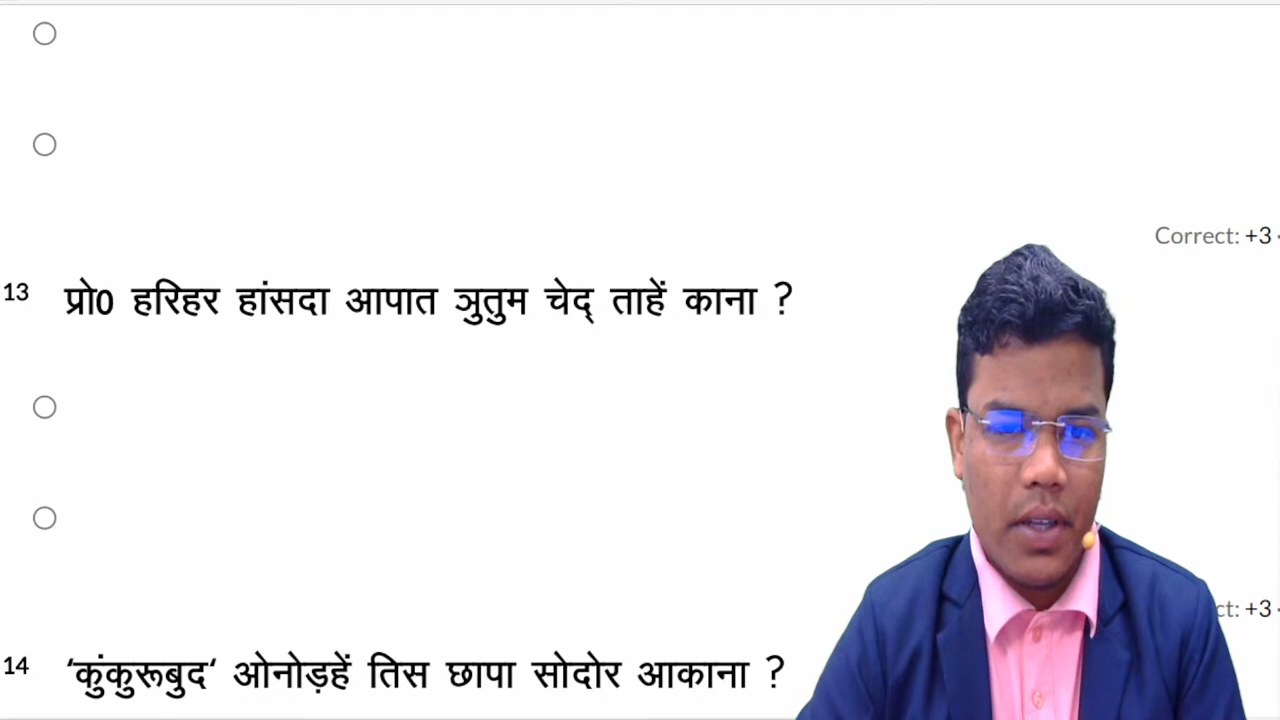 Correct: +3
13 प्रो0 हरिहर हांसदा आपात ञुतुम चेद् ताहें काना ?
ct: +3
14 ‘कुंकुरूबुद‘ ओनोड़हें तिस छापा सोदोर आकाना ?